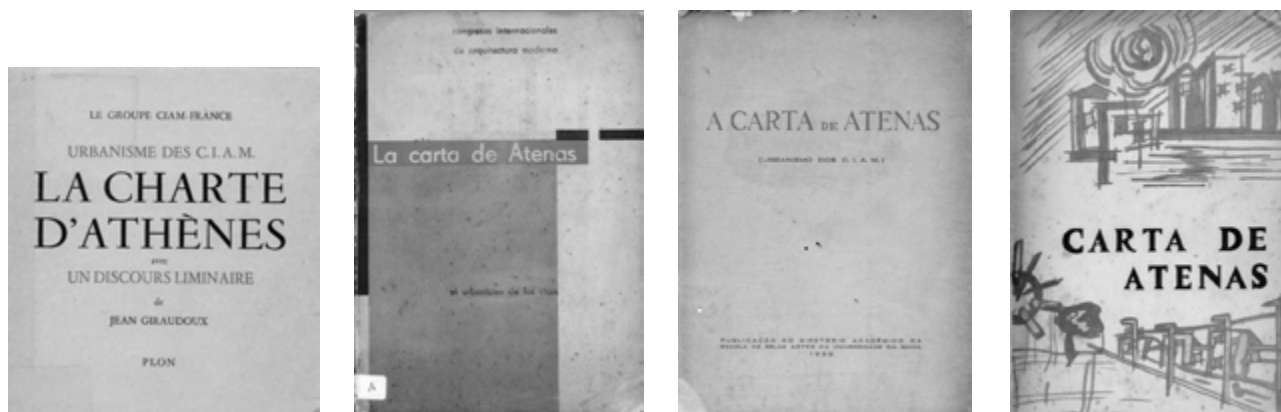 LE GROUPE CIAM-FRANCE
URBANISME DES C.I.A.M.
LA CHARTE
D'ATHÈNES
avec
UN DISCOURS LIMINAIRE
de
JEAN GIRAUDOUX
PLON
congresos internacionales
de arquitectura moderna
La carta de Atenas
el urbanismo de los ciam
A CARTA DE ATENAS
(URBANISMO DOS C.I.A.M.)
PUBLICAÇÃO DO DIRETÓRIO ACADÊMICO DA
ESCOLA DE BELAS ARTES DA UNIVERSIDADE DA BAHIA
CARTA DE
ATENAS